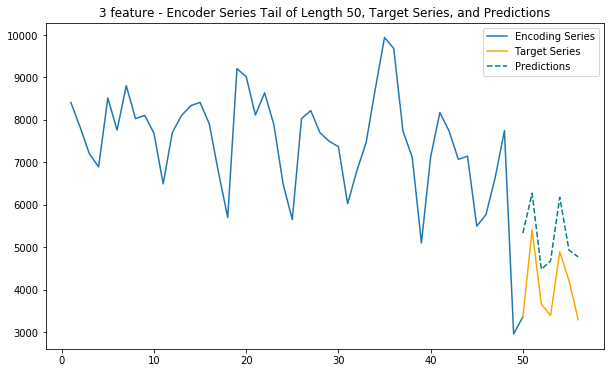 3 feature - Encoder Series Tail of Length 50, Target Series, and Predictions
Encoding Series
Target Series
Predictions
10000
9000
8000
7000
6000
5000
4000
3000
0 10 20 30 40 50